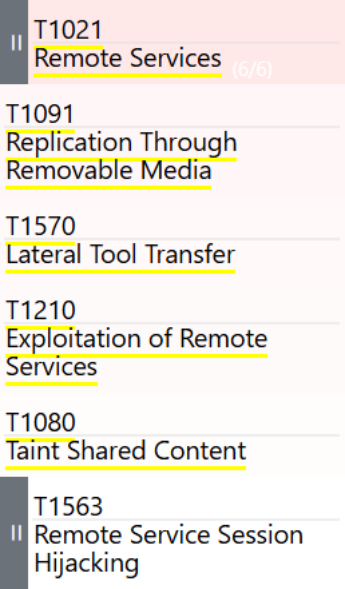 T1021
Remote Services (6/6)
T1091
Replication Through
Removable Media
T1570
Lateral Tool Transfer
T1210
Exploitation of Remote
Services
T1080
Taint Shared Content
T1563
Remote Service Session
Hijacking